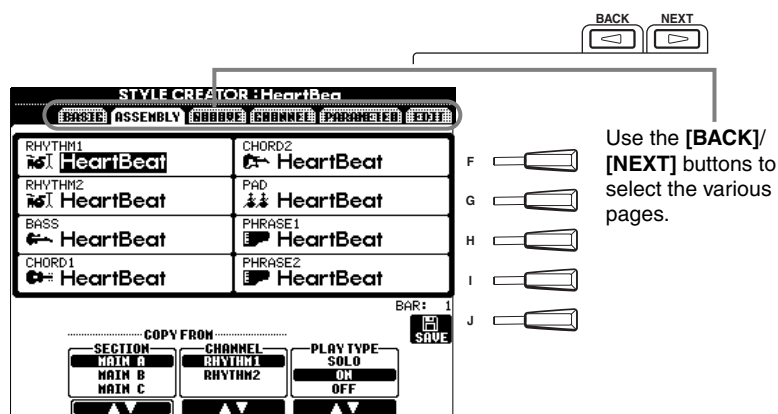 BACK NEXT
STYLE CREATOR : HeartBea
BASIC ASSEMBLY GROOVE CHANNEL PARAMETER EDIT
RHYTHM1
HeartBeat
CHORD2
HeartBeat
RHYTHM2
HeartBeat
PAD
HeartBeat
BASS
HeartBeat
PHRASE1
HeartBeat
CHORD1
HeartBeat
PHRASE2
HeartBeat
F
G
H
I
J
Use the [BACK]/
[NEXT] buttons to
select the various
pages.
BAR: 1
SAVE
COPY FROM
SECTION
MAIN A
MAIN B
MAIN C
CHANNEL
RHYTHM1
RHYTHM2
PLAY TYPE
SOLO
ON
OFF